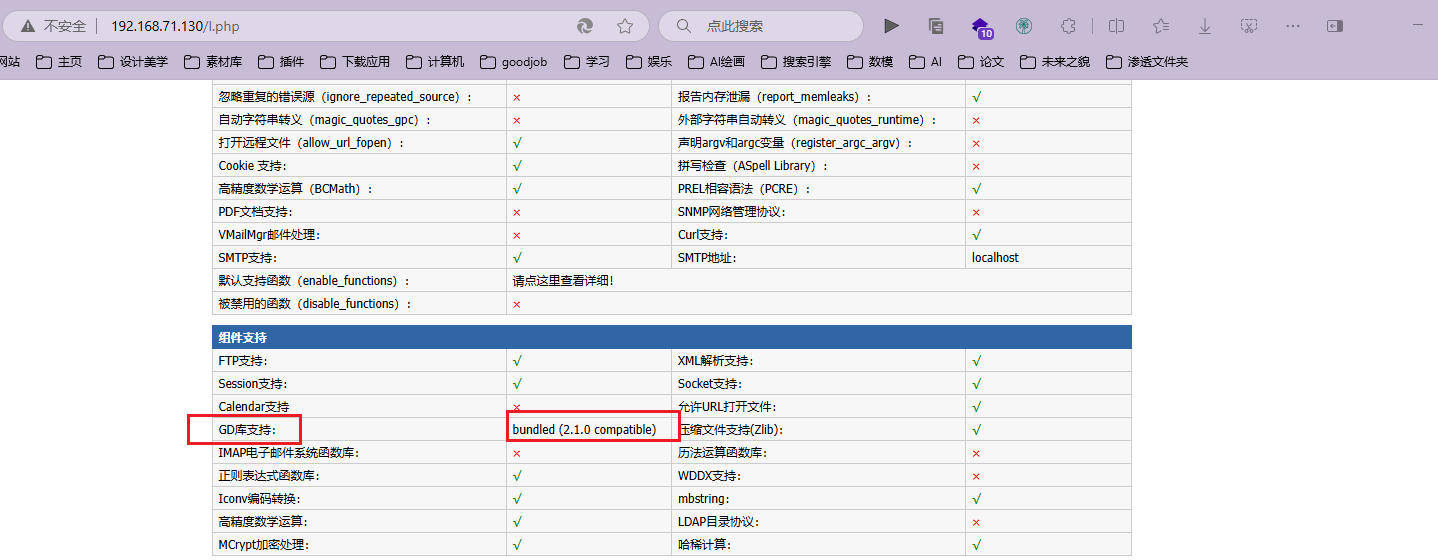 不安全 192.168.71.130/l.php 点此搜索 10
网站 主页 设计美学 素材库 插件 下载应用 计算机 goodjob 学习 娱乐 AI绘画 搜索引擎 数模 AI 论文 未来之貌 渗透文件夹
忽略重复的错误源（ignore_repeated_source）: × 报告内存泄漏（report_memleaks）: √
自动字符串转义（magic_quotes_gpc）: × 外部字符串自动转义（magic_quotes_runtime）: ×
打开远程文件（allow_url_fopen）: √ 声明argv和argc变量（register_argc_argv）: ×
Cookie 支持: √ 拼写检查（ASpell Library）: ×
高精度数学运算（BCMath）: √ PREL相容语法（PCRE）: √
PDF文档支持: × SNMP网络管理协议: ×
VMailMgr邮件处理: × Curl支持: √
SMTP支持: √ SMTP地址: localhost
默认支持函数（enable_functions）: 请点这里查看详细!
被禁用的函数（disable_functions）: ×
组件支持
FTP支持: √ XML解析支持: √
Session支持: √ Socket支持: √
Calendar支持 × 允许URL打开文件: √
GD库支持: bundled (2.1.0 compatible) 压缩文件支持(Zlib): √
IMAP电子邮件系统函数库: × 历法运算函数库: ×
正则表达式函数库: √ WDDX支持: ×
Iconv编码转换: √ mbstring: √
高精度数学运算: √ LDAP目录协议: ×
MCrypt加密处理: √ 哈稀计算: √